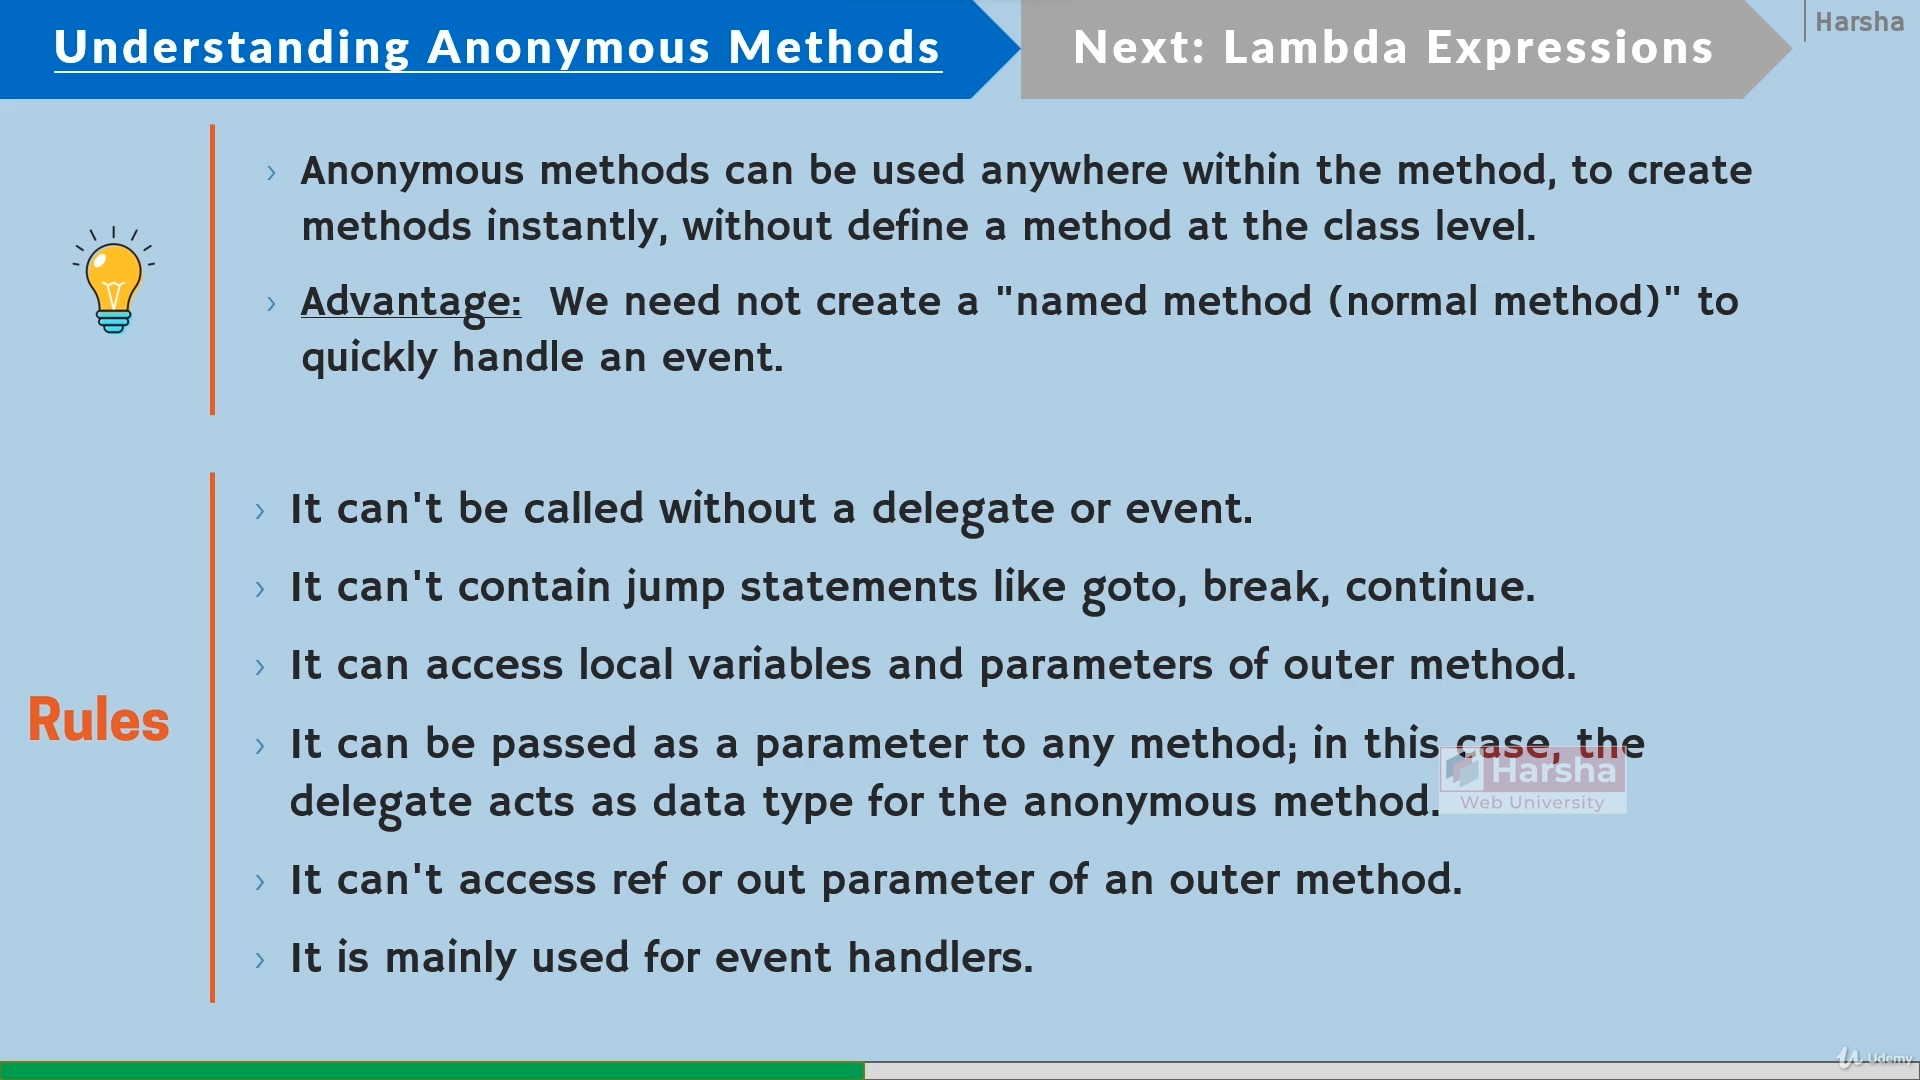 Understanding Anonymous Methods
Next: Lambda Expressions
Harsha
› Anonymous methods can be used anywhere within the method, to create
methods instantly, without define a method at the class level.
› Advantage: We need not create a "named method (normal method)" to
quickly handle an event.
Rules
› It can't be called without a delegate or event.
› It can't contain jump statements like goto, break, continue.
› It can access local variables and parameters of outer method.
› It can be passed as a parameter to any method; in this case, the
delegate acts as data type for the anonymous method.
Harsha
Web University
› It can't access ref or out parameter of an outer method.
› It is mainly used for event handlers.
Udemy